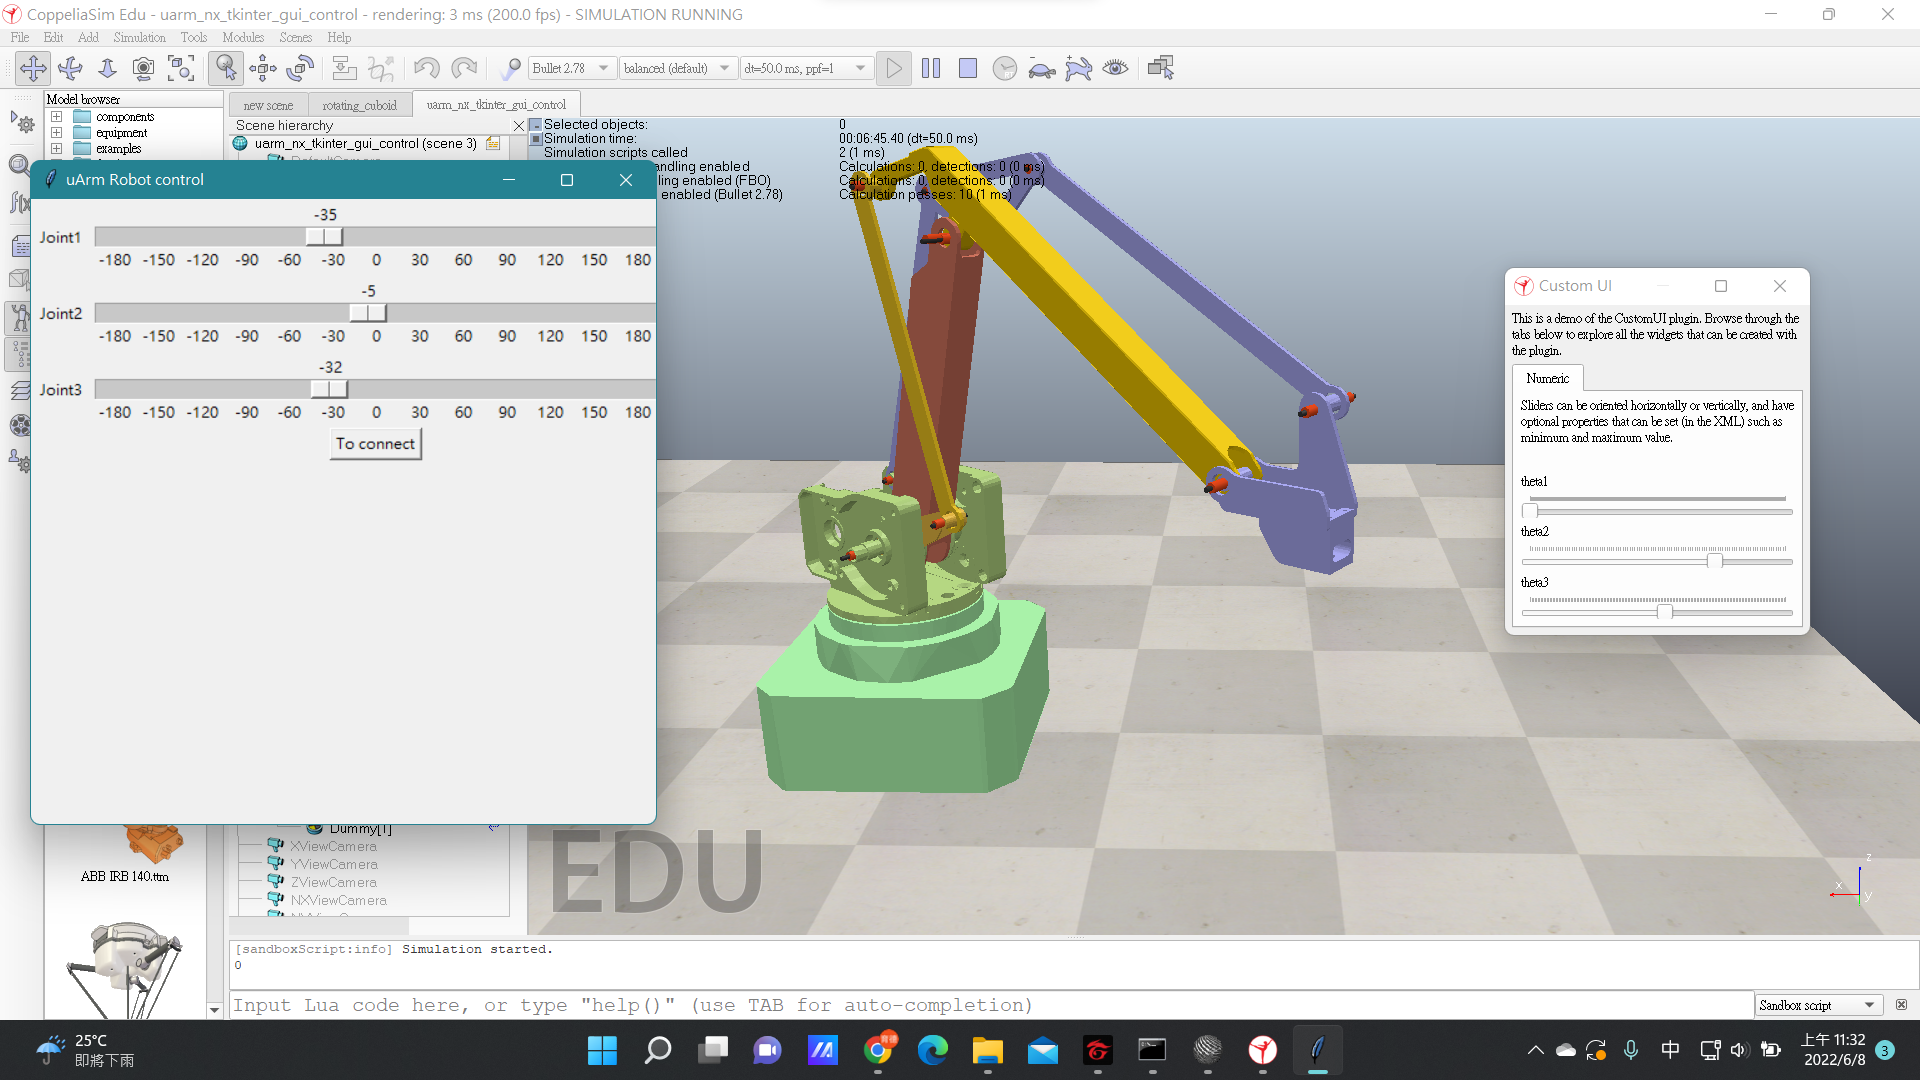 CoppeliaSim Edu - uarm_nx_tkinter_gui_control - rendering: 3 ms (200.0 fps) - SIMULATION RUNNING
File Edit Add Simulation Tools Modules Scenes Help
Bullet 2.78 balanced (default) dt=50.0 ms, ppf=1
Model browser
components
equipment
examples
new scene rotating_cuboid uarm_nx_tkinter_gui_control
Scene hierarchy
uarm_nx_tkinter_gui_control (scene 3)
DefaultCamera
Selected objects: 0
Simulation time: 00:06:45.40 (dt=50.0 ms)
Simulation scripts called 2 (1 ms)
andling enabled Calculations: 0, detections: 0 (0 ms)
ling enabled (FBO) Calculations: 0, detections: 0 (0 ms)
enabled (Bullet 2.78) Calculation passes: 10 (1 ms)
uArm Robot control
-35
Joint1
-180 -150 -120 -90 -60 -30 0 30 60 90 120 150 180
-5
Joint2
-180 -150 -120 -90 -60 -30 0 30 60 90 120 150 180
-32
Joint3
-180 -150 -120 -90 -60 -30 0 30 60 90 120 150 180
To connect
Custom UI
This is a demo of the CustomUI plugin. Browse through the
tabs below to explore all the widgets that can be created with
the plugin.
Numeric
Sliders can be oriented horizontally or vertically, and have
optional properties that can be set (in the XML) such as
minimum and maximum value.
theta1
theta2
theta3
Dummy[1]
XViewCamera
YViewCamera
ZViewCamera
NXViewCamera
ABB IRB 140.ttm
EDU
z
x
y
[sandboxScript:info] Simulation started.
0
Input Lua code here, or type "help()" (use TAB for auto-completion)
Sandbox script
25°C
即將下雨
中
上午 11:32
2022/6/8
3